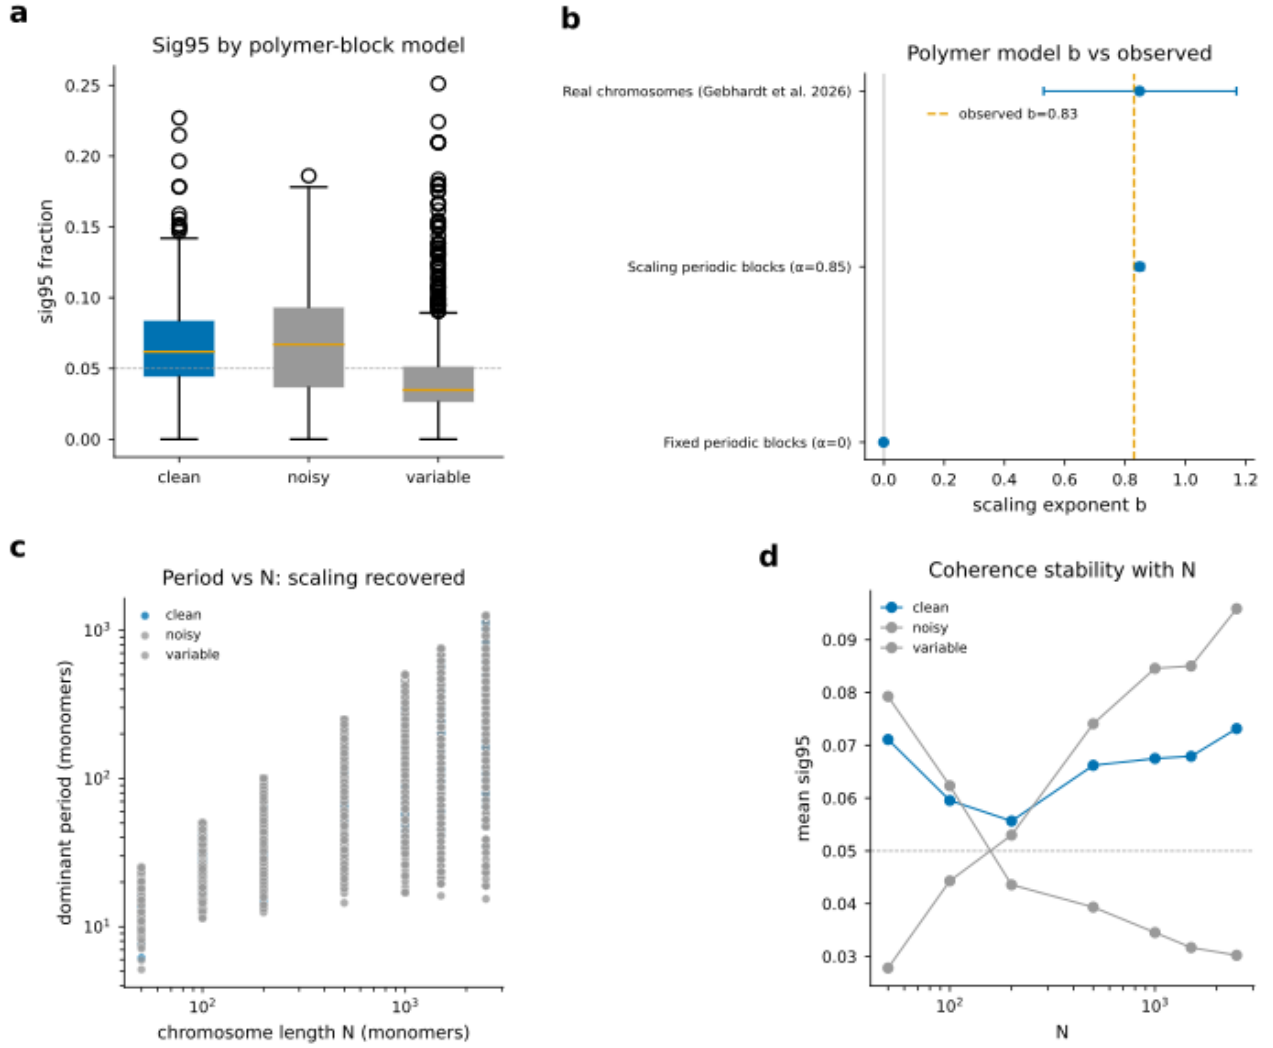 a
Sig95 by polymer-block model
sig95 fraction
0.25
0.20
0.15
0.10
0.05
0.00
clean noisy variable
b
Polymer model b vs observed
Real chromosomes (Gebhardt et al. 2026)
observed b=0.83
Scaling periodic blocks (α=0.85)
Fixed periodic blocks (α=0)
0.0 0.2 0.4 0.6 0.8 1.0 1.2
scaling exponent b
c
Period vs N: scaling recovered
clean
noisy
variable
dominant period (monomers)
10³
10²
10¹
10² 10³
chromosome length N (monomers)
d
Coherence stability with N
clean
noisy
variable
mean sig95
0.09
0.08
0.07
0.06
0.05
0.04
0.03
10² 10³
N